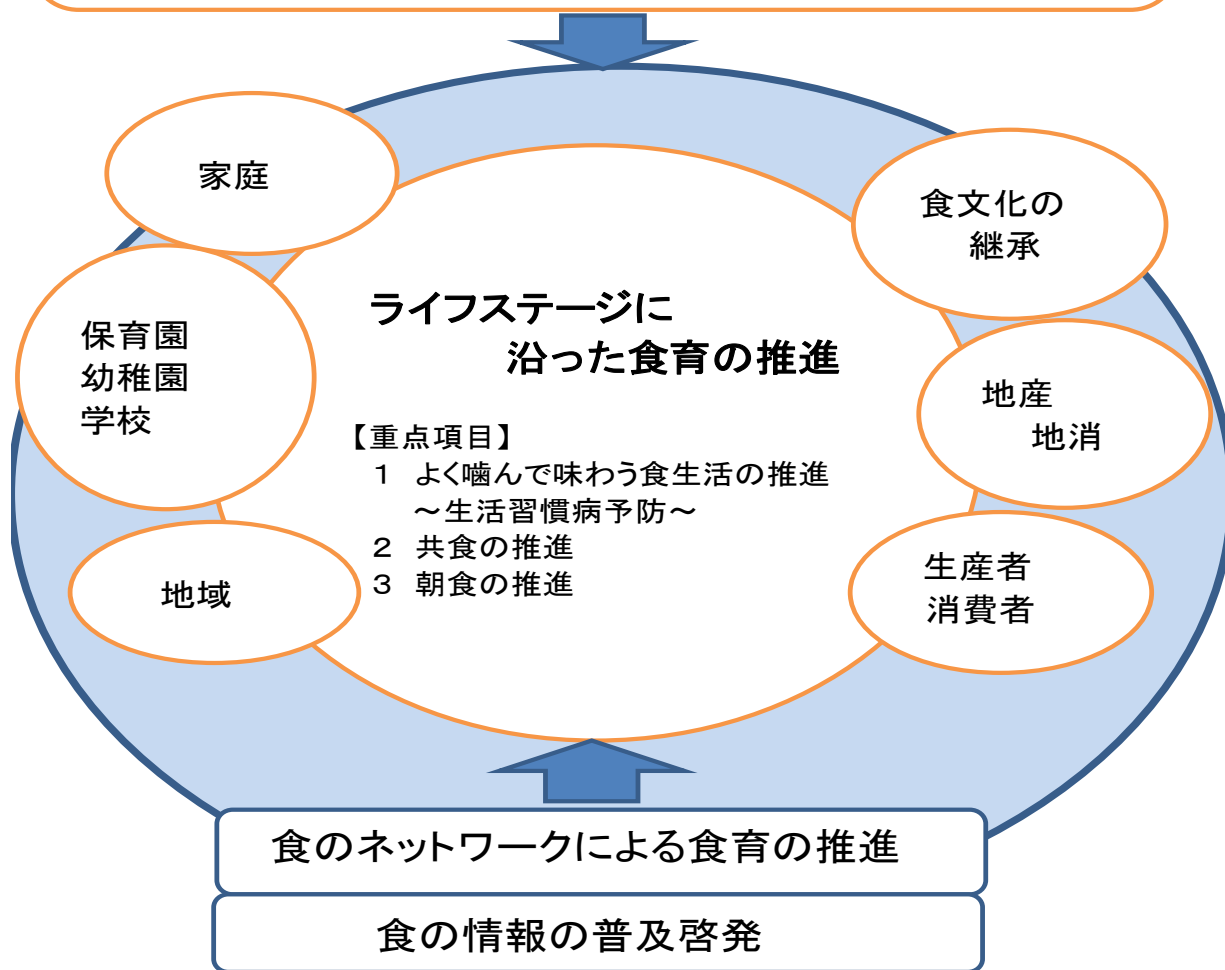 家庭
保育園
幼稚園
学校
地域
ライフステージに
沿った食育の推進
【重点項目】
1 よく噛んで味わう食生活の推進
～生活習慣病予防～
2 共食の推進
3 朝食の推進
食文化の
継承
地産
地消
生産者
消費者
食のネットワークによる食育の推進
食の情報の普及啓発